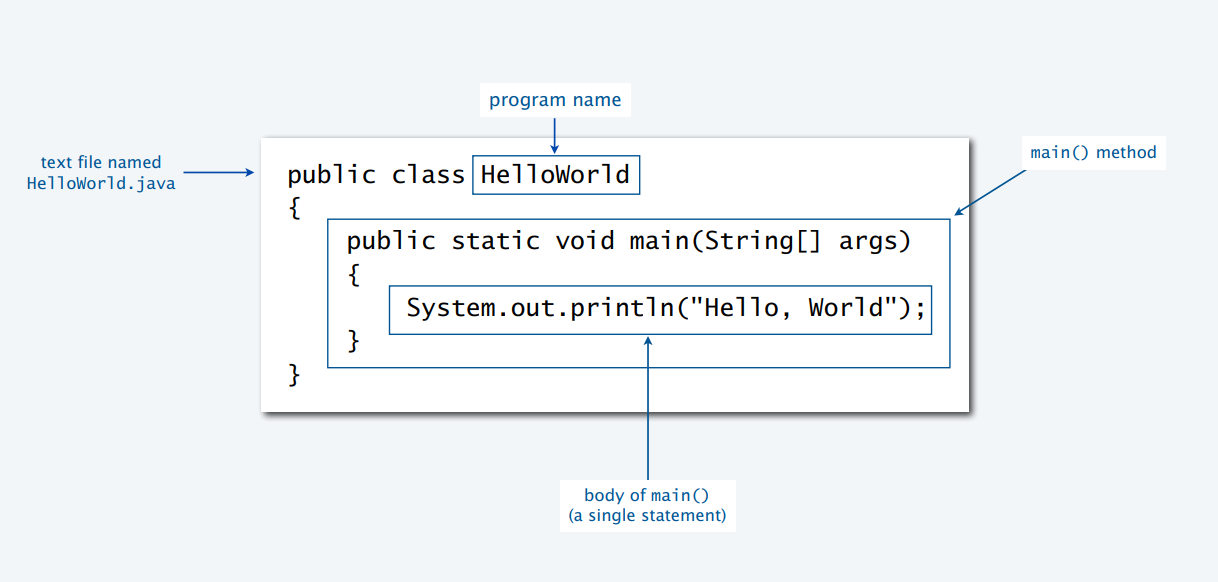 program name
text file named
HelloWorld.java
main() method
public class HelloWorld
{
public static void main(String[] args)
{
System.out.println("Hello, World");
}
}
body of main()
(a single statement)